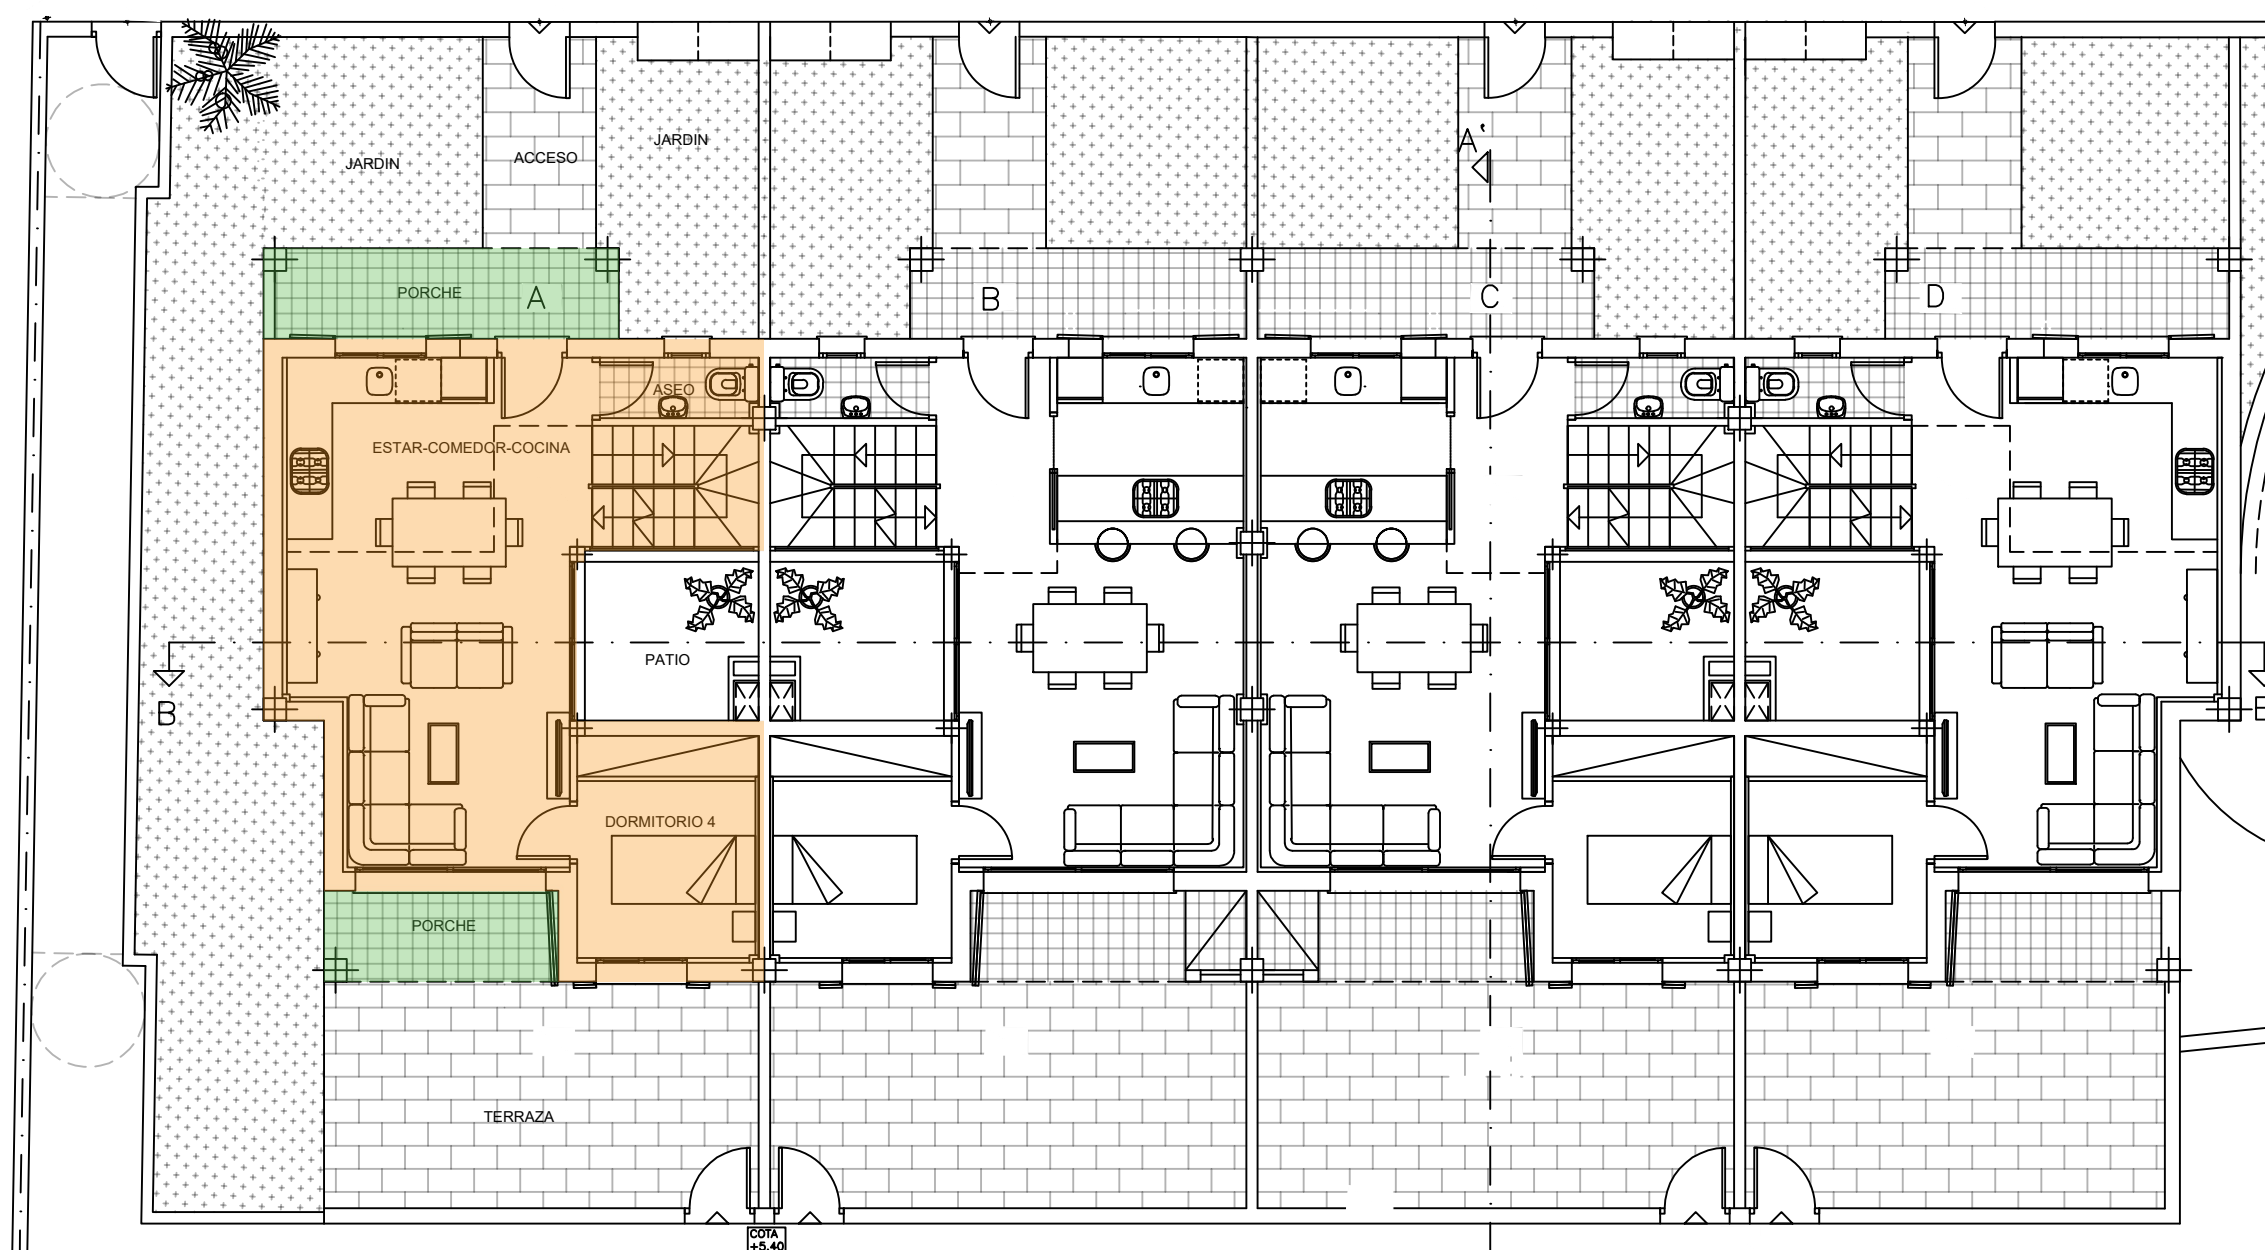 JARDIN
ACCESO
JARDIN
A'
PORCHE
A
B
C
D
ASEO
ESTAR-COMEDOR-COCINA
PATIO
B
DORMITORIO 4
PORCHE
TERRAZA
COTA
+5.40